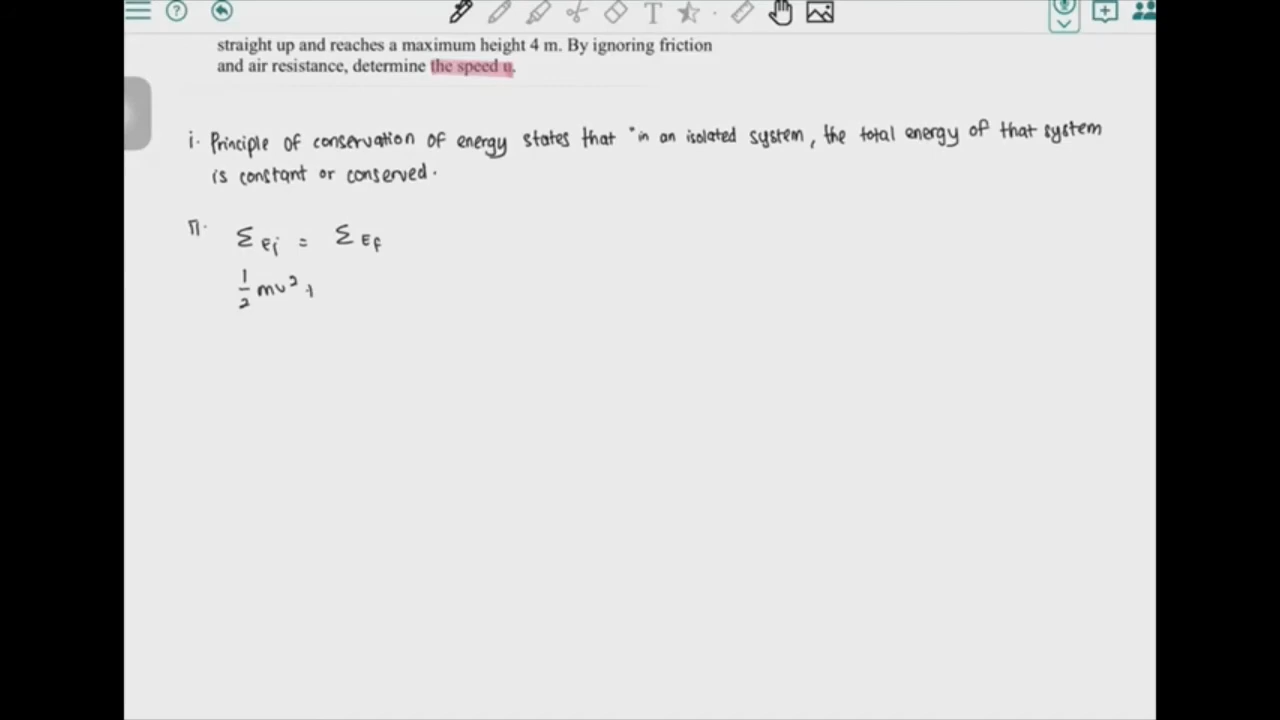 straight up and reaches a maximum height 4 m. By ignoring friction
and air resistance, determine the speed u.
i. Principle of conservation of energy states that "in an isolated system, the total energy of that system
is constant or conserved.
ii. Σ Ei = Σ Ef
1/2 mu² +